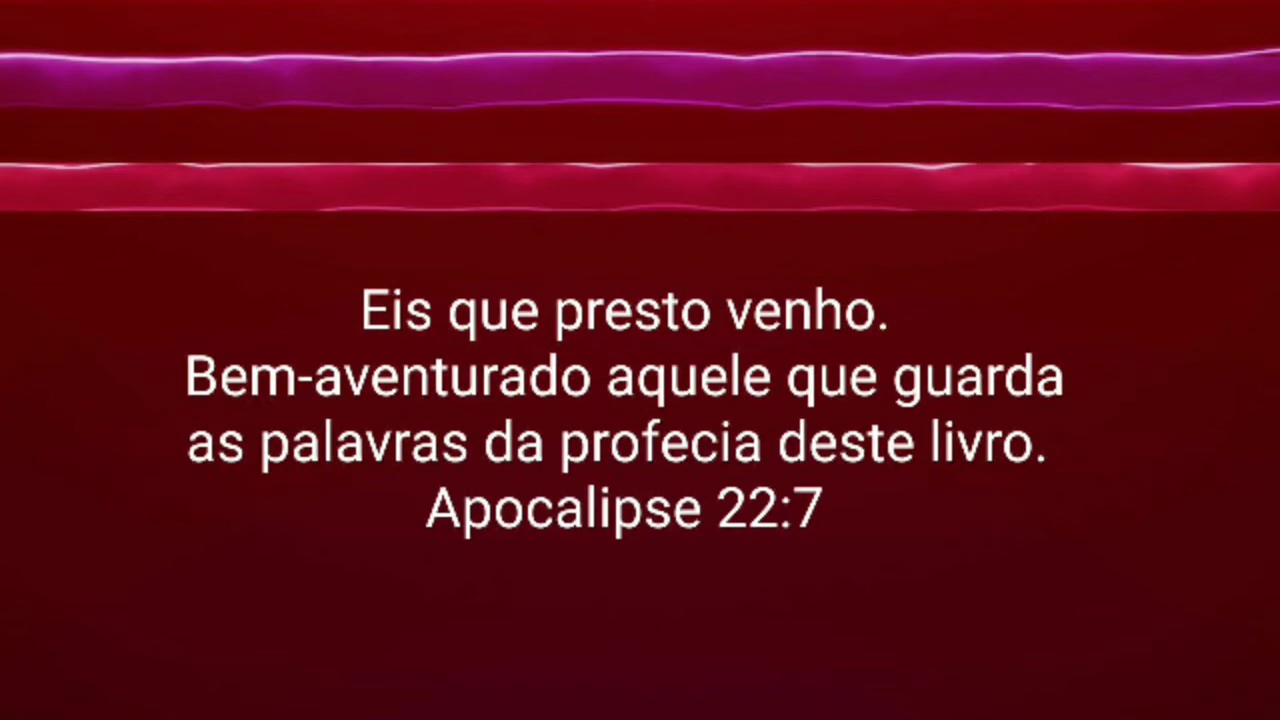 Eis que presto venho.
Bem-aventurado aquele que guarda
as palavras da profecia deste livro.
Apocalipse 22:7